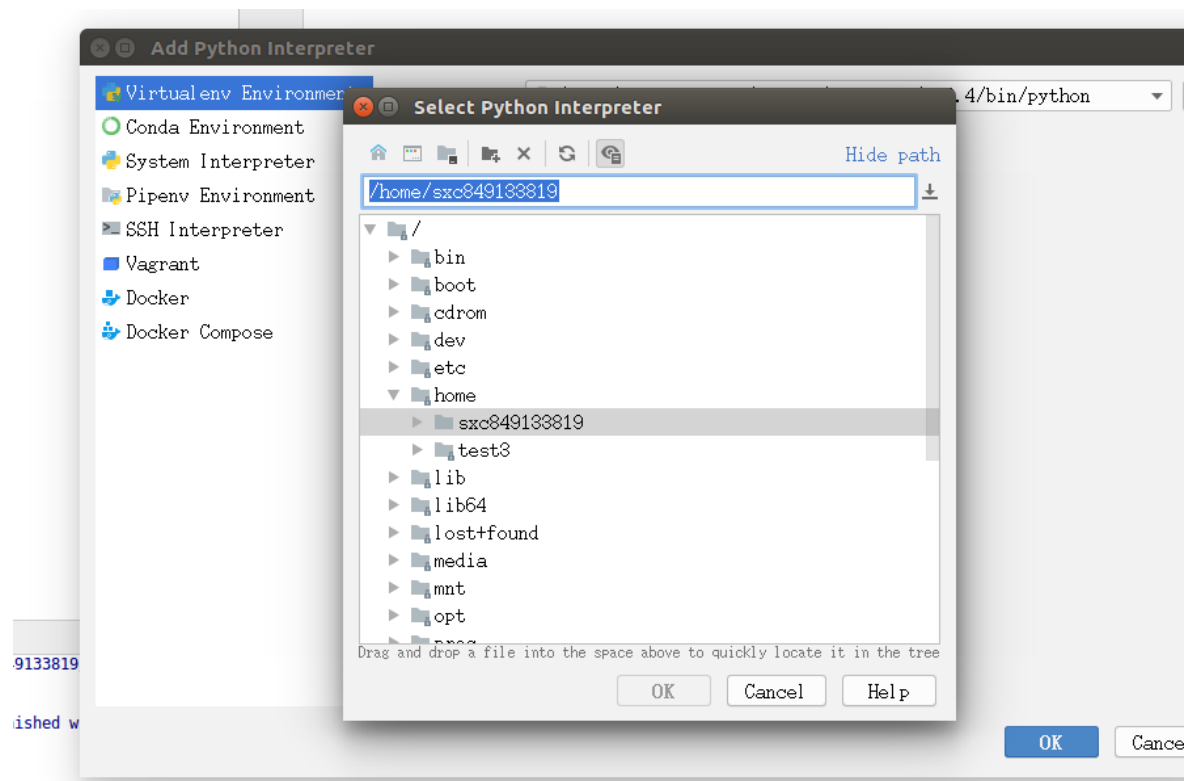 Add Python Interpreter
Virtualenv Environmen
.4/bin/python
Select Python Interpreter
Conda Environment
System Interpreter
Hide path
Pipenv Environment
/home/sxc849133819
SSH Interpreter
/
Vagrant
bin
boot
Docker
cdrom
Docker Compose
dev
etc
home
sxc849133819
test3
lib
lib64
lost+found
media
mnt
opt
Drag and drop a file into the space above to quickly locate it in the tree
9133819
OK
Cancel
Help
ished w
OK
Cance